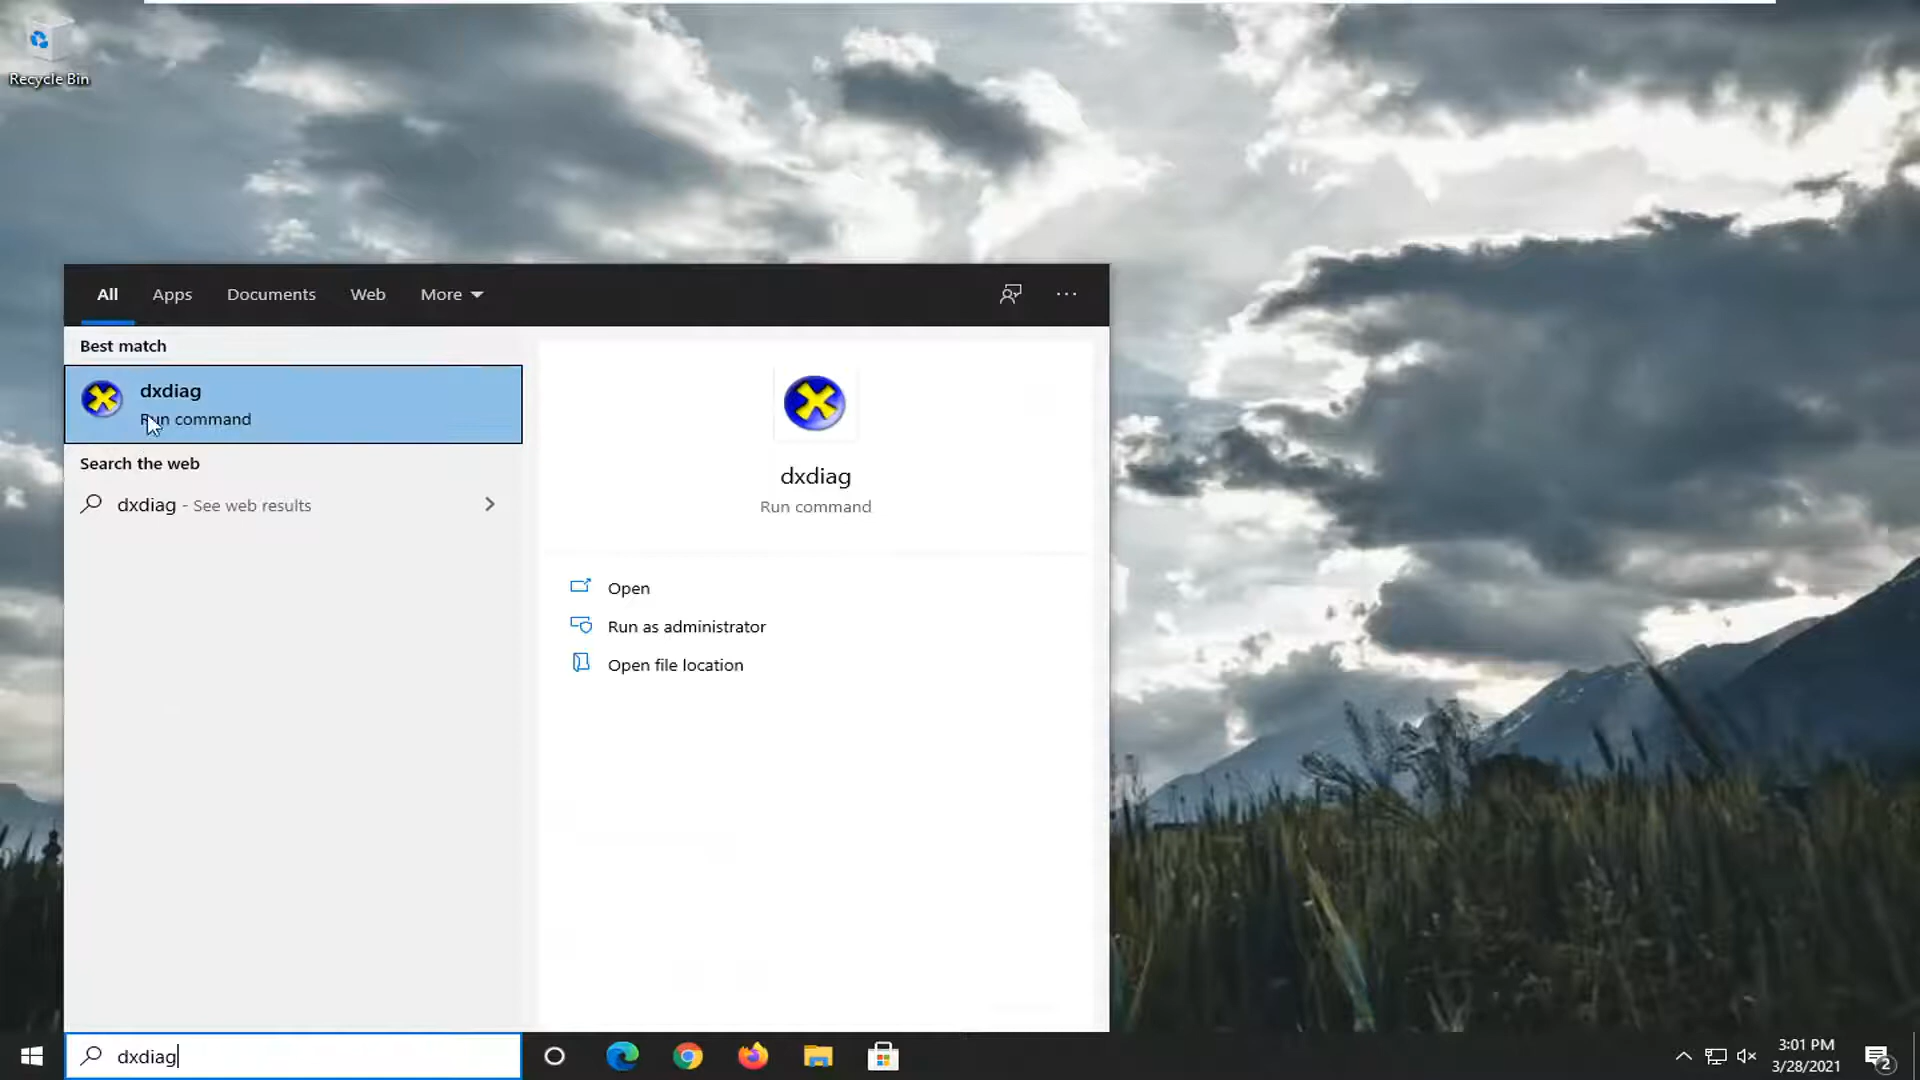 Recycle Bin
All Apps Documents Web More
Best match
dxdiag
Run command
Search the web
dxdiag - See web results
dxdiag
Run command
Open
Run as administrator
Open file location
dxdiag
3:01 PM
3/28/2021
2